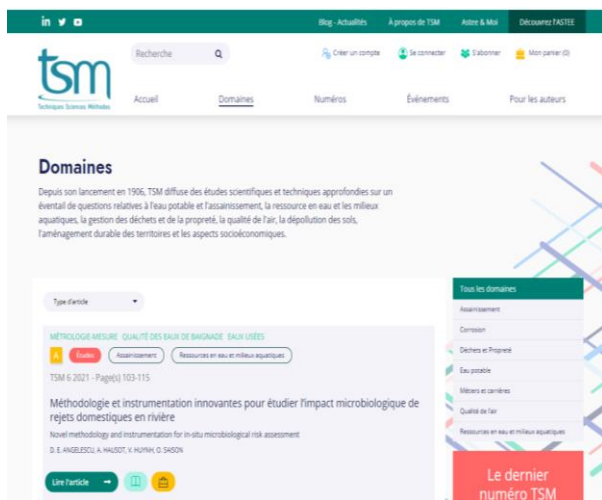 Blog - Actualités
À propos de TSM
Astee & Moi
Découvrez l'ASTEE
tsm
Techniques Sciences Méthodes
Recherche
Créer un compte
Se connecter
S'abonner
Mon panier (0)
Accueil
Domaines
Numéros
Événements
Pour les auteurs
Domaines
Depuis son lancement en 1906, TSM diffuse des études scientifiques et techniques approfondies sur un
éventail de questions relatives à l'eau potable et l'assainissement, la ressource en eau et les milieux
aquatiques, la gestion des déchets et de la propreté, la qualité de l'air, la dépollution des sols,
l'aménagement durable des territoires et les aspects socioéconomiques.
Type d'article
MÉTROLOGIE-MESURE QUALITÉ DES EAUX DE BAIGNADE EAUX USÉES
A
Études
Assainissement
Ressources en eau et milieux aquatiques
TSM 6 2021 - Page(s) 103-115
Méthodologie et instrumentation innovantes pour étudier l'impact microbiologique de
rejets domestiques en rivière
Novel methodology and instrumentation for in-situ microbiological risk assessment
D. E. ANGELESCU, A. HAUSOT, V. HUYNH, O. SAISON
Lire l'article
Tous les domaines
Assainissement
Corrosion
Déchets et Propreté
Eau potable
Métiers et carrières
Qualité de l'air
Ressources en eau et milieux aquatiques
Le dernier
numéro TSM